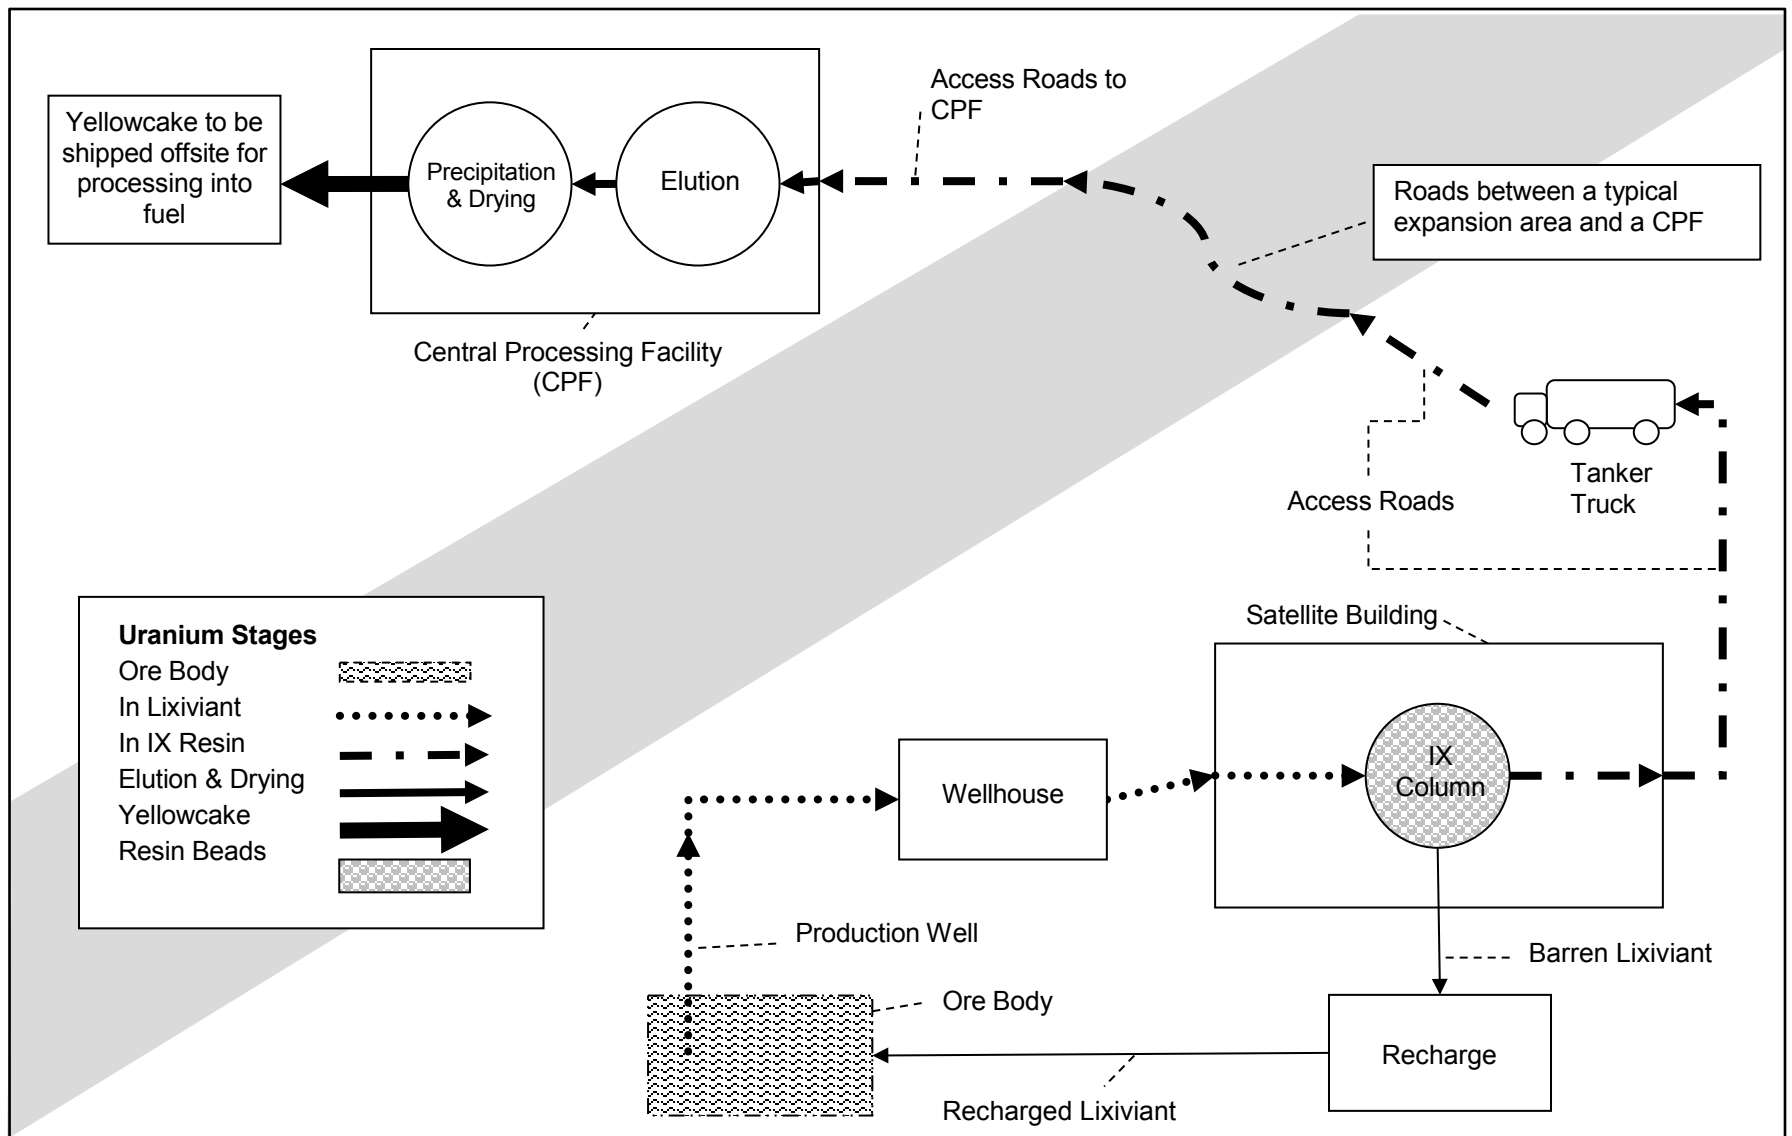 Yellowcake to be
shipped offsite for
processing into
fuel
Precipitation
& Drying
Elution
Central Processing Facility
(CPF)
Access Roads to
CPF
Roads between a typical
expansion area and a CPF
Tanker
Truck
Access Roads
Uranium Stages
Ore Body
In Lixiviant
In IX Resin
Elution & Drying
Yellowcake
Resin Beads
Satellite Building
IX
Column
Wellhouse
Production Well
Barren Lixiviant
Ore Body
Recharge
Recharged Lixiviant